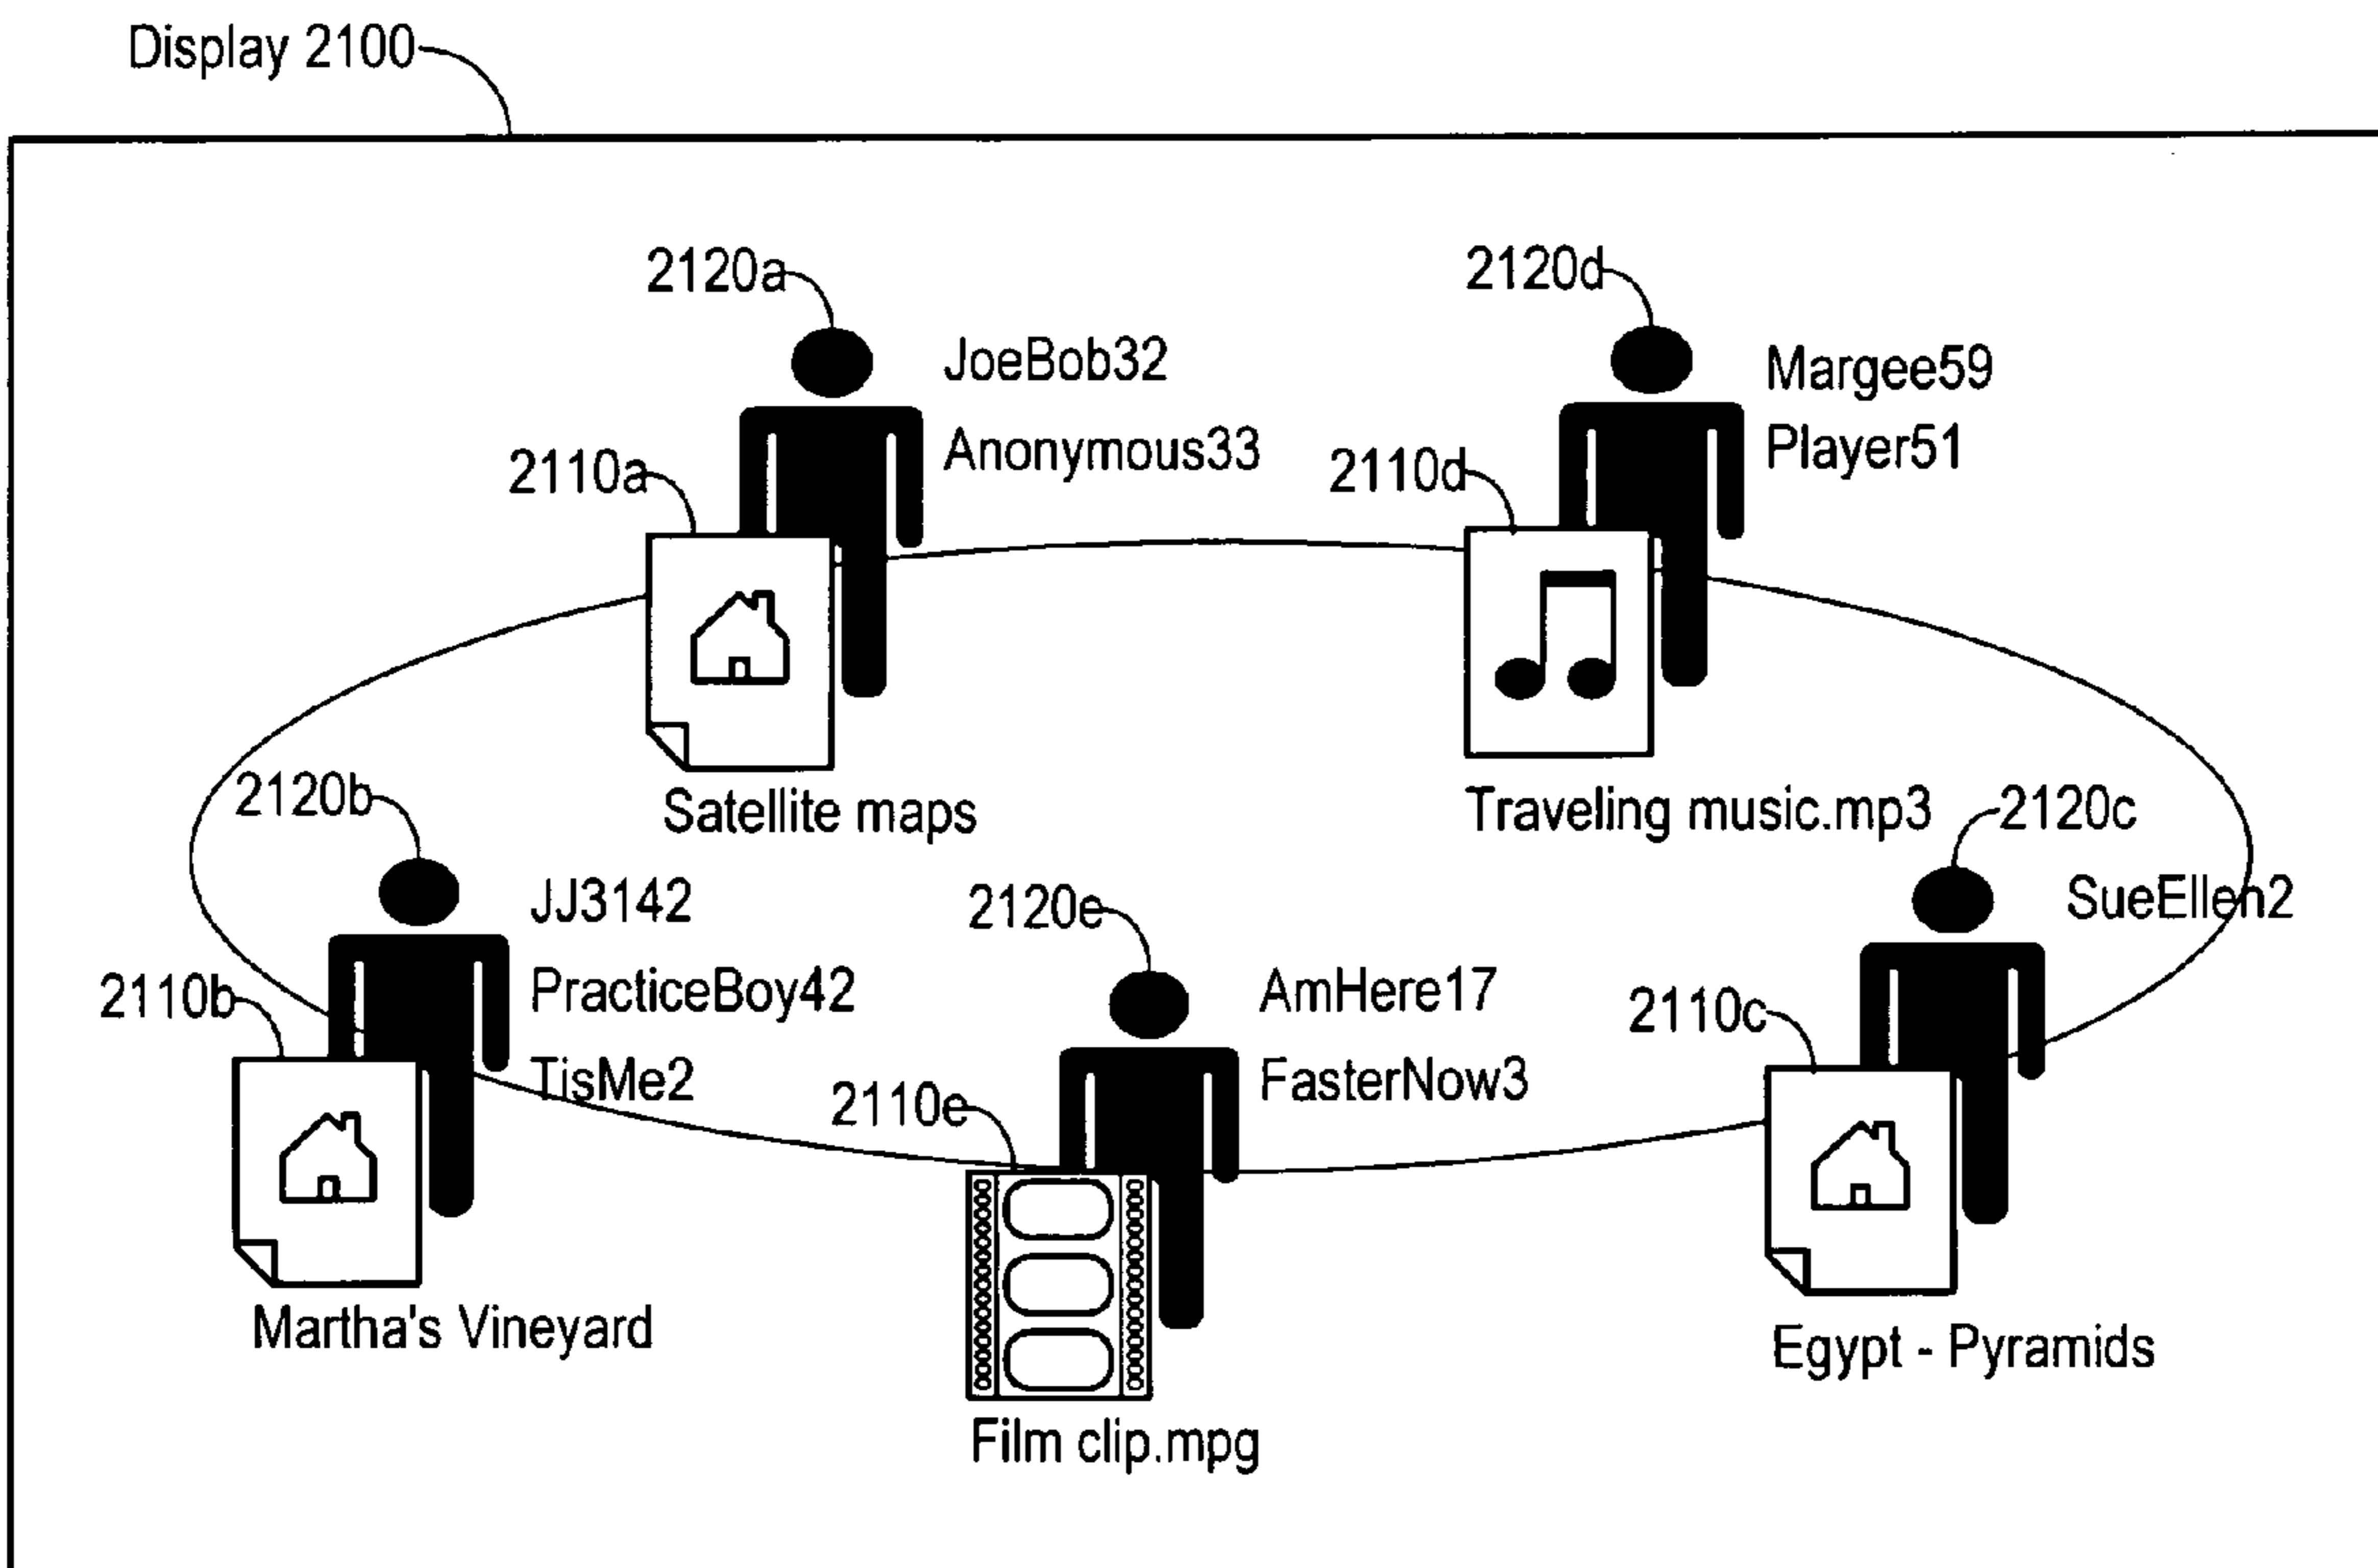 Display 2100
2120a
2120d
JoeBob32
Margee59
Anonymous33
Player51
2110a
2110d
Satellite maps
Traveling music.mp3
2120b
2120c
JJ3142
2120e
SueEllen2
PracticeBoy42
AmHere17
2110b
2110c
TisMe2
FasterNow3
2110e
Martha's Vineyard
Egypt - Pyramids
Film clip.mpg